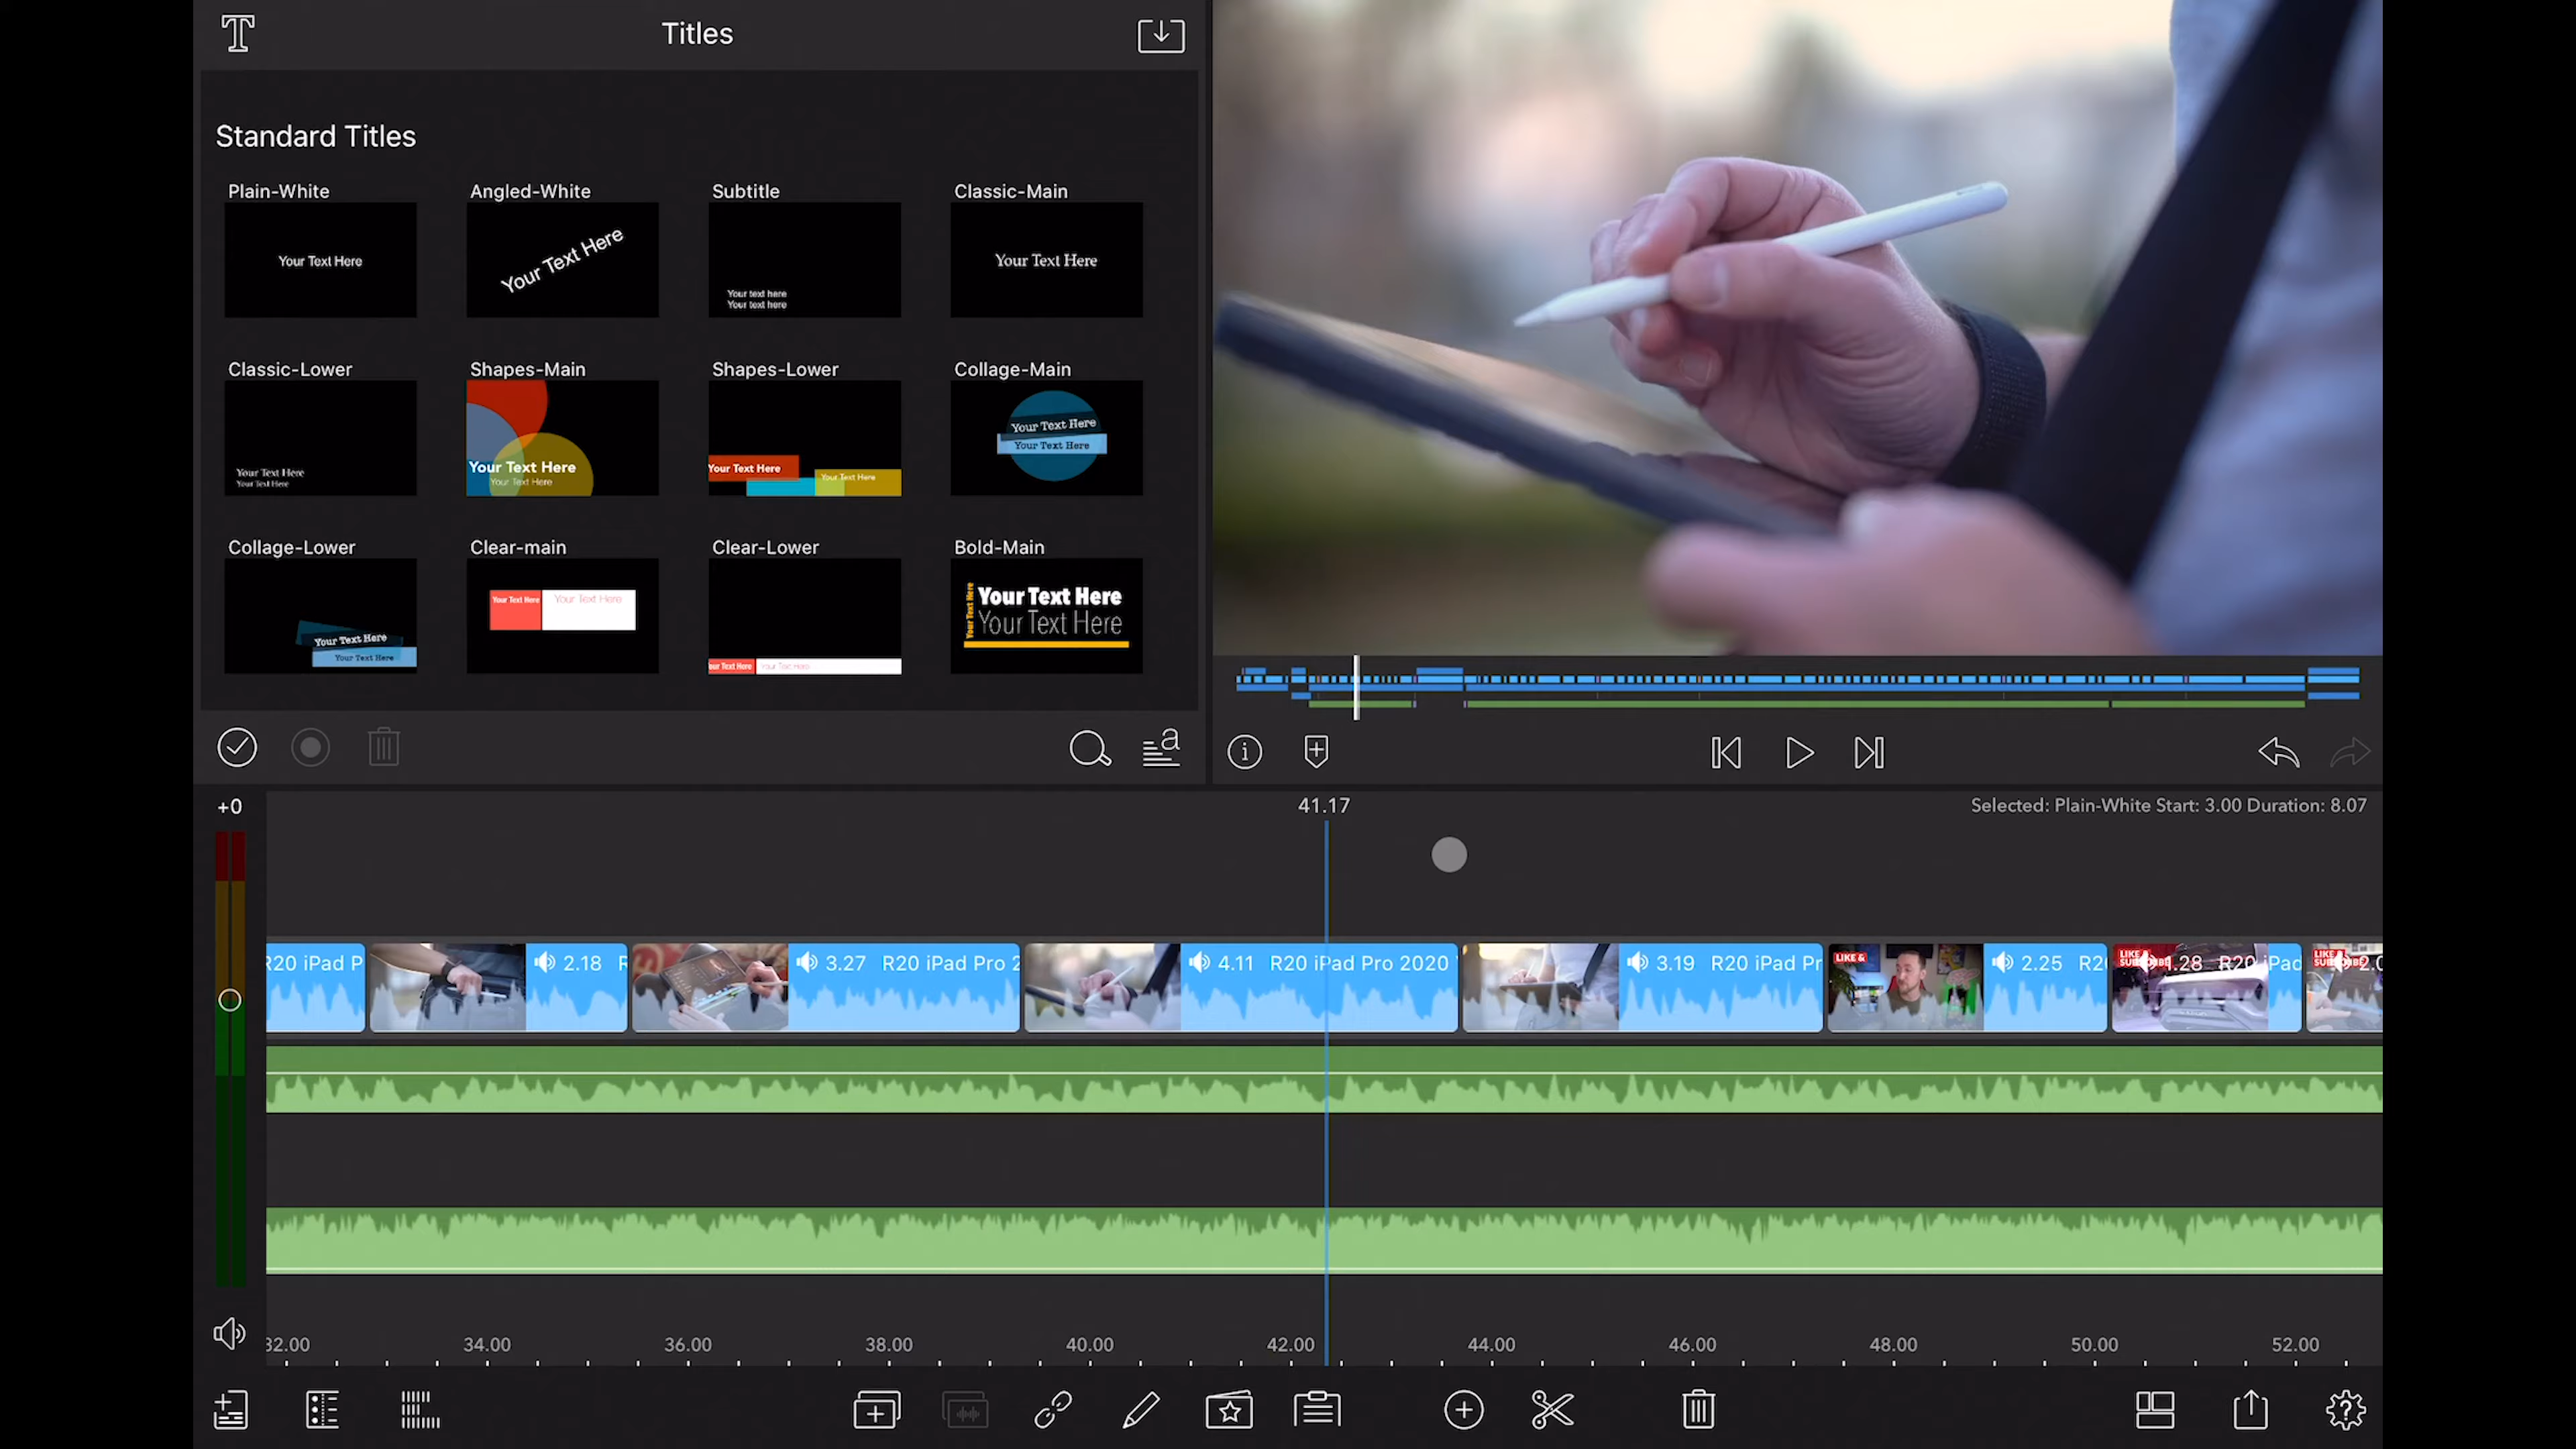 Titles
Standard Titles
Plain-White
Angled-White
Subtitle
Classic-Main
Your Text Here
Your Text Here
Your text here
Your text here
Your Text Here
Classic-Lower
Shapes-Main
Shapes-Lower
Collage-Main
Your Text Here
Your Text Here
Your Text Here
Your Text Here
Your Text Here
Your Text Here
Your Text Here
Your Text Here
Collage-Lower
Clear-main
Clear-Lower
Bold-Main
Your Text Here
Your Text Here
Your Text Here
Your Text Here
our Text Here
Your Text Here
Your Text Here
Your Text Here
Your Text Here
a
+0
41.17
Selected: Plain-White Start: 3.00 Duration: 8.07
R20 iPad P
2.18 R
3.27 R20 iPad Pro 2
4.11 R20 iPad Pro 2020
3.19 R20 iPad Pr
LIKE &
2.25 R2
LIKE &
1.28 R20 iPad
LIKE &
2.0
32.00 34.00 36.00 38.00 40.00 42.00 44.00 46.00 48.00 50.00 52.00